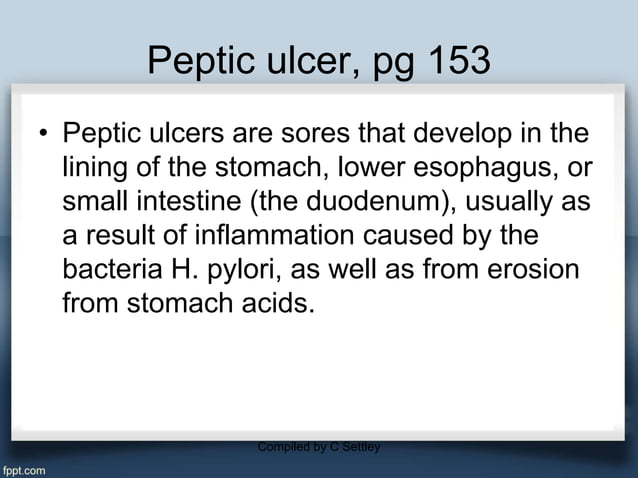 Peptic ulcer, pg 153
• Peptic ulcers are sores that develop in the
lining of the stomach, lower esophagus, or
small intestine (the duodenum), usually as
a result of inflammation caused by the
bacteria H. pylori, as well as from erosion
from stomach acids.
Compiled by C Settley
fppt.com